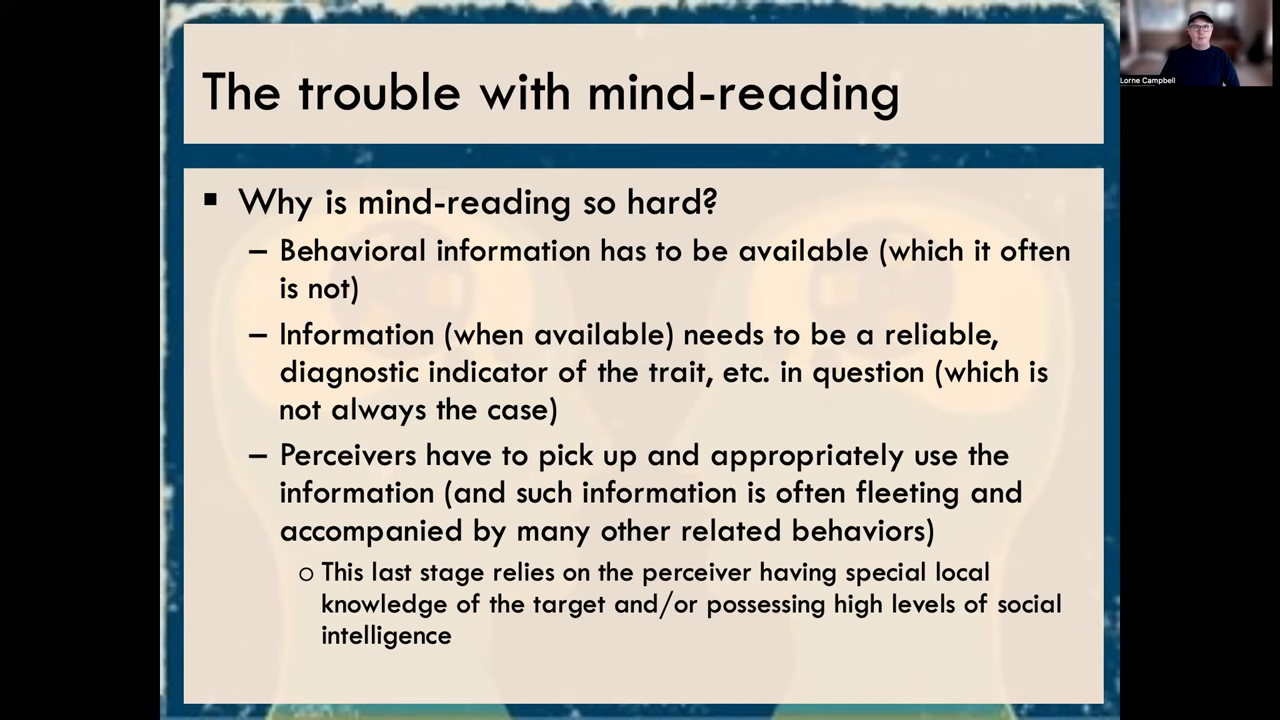 The trouble with mind-reading
Lorne Campbell
▪ Why is mind-reading so hard?
– Behavioral information has to be available (which it often
is not)
– Information (when available) needs to be a reliable,
diagnostic indicator of the trait, etc. in question (which is
not always the case)
– Perceivers have to pick up and appropriately use the
information (and such information is often fleeting and
accompanied by many other related behaviors)
o This last stage relies on the perceiver having special local
knowledge of the target and/or possessing high levels of social
intelligence